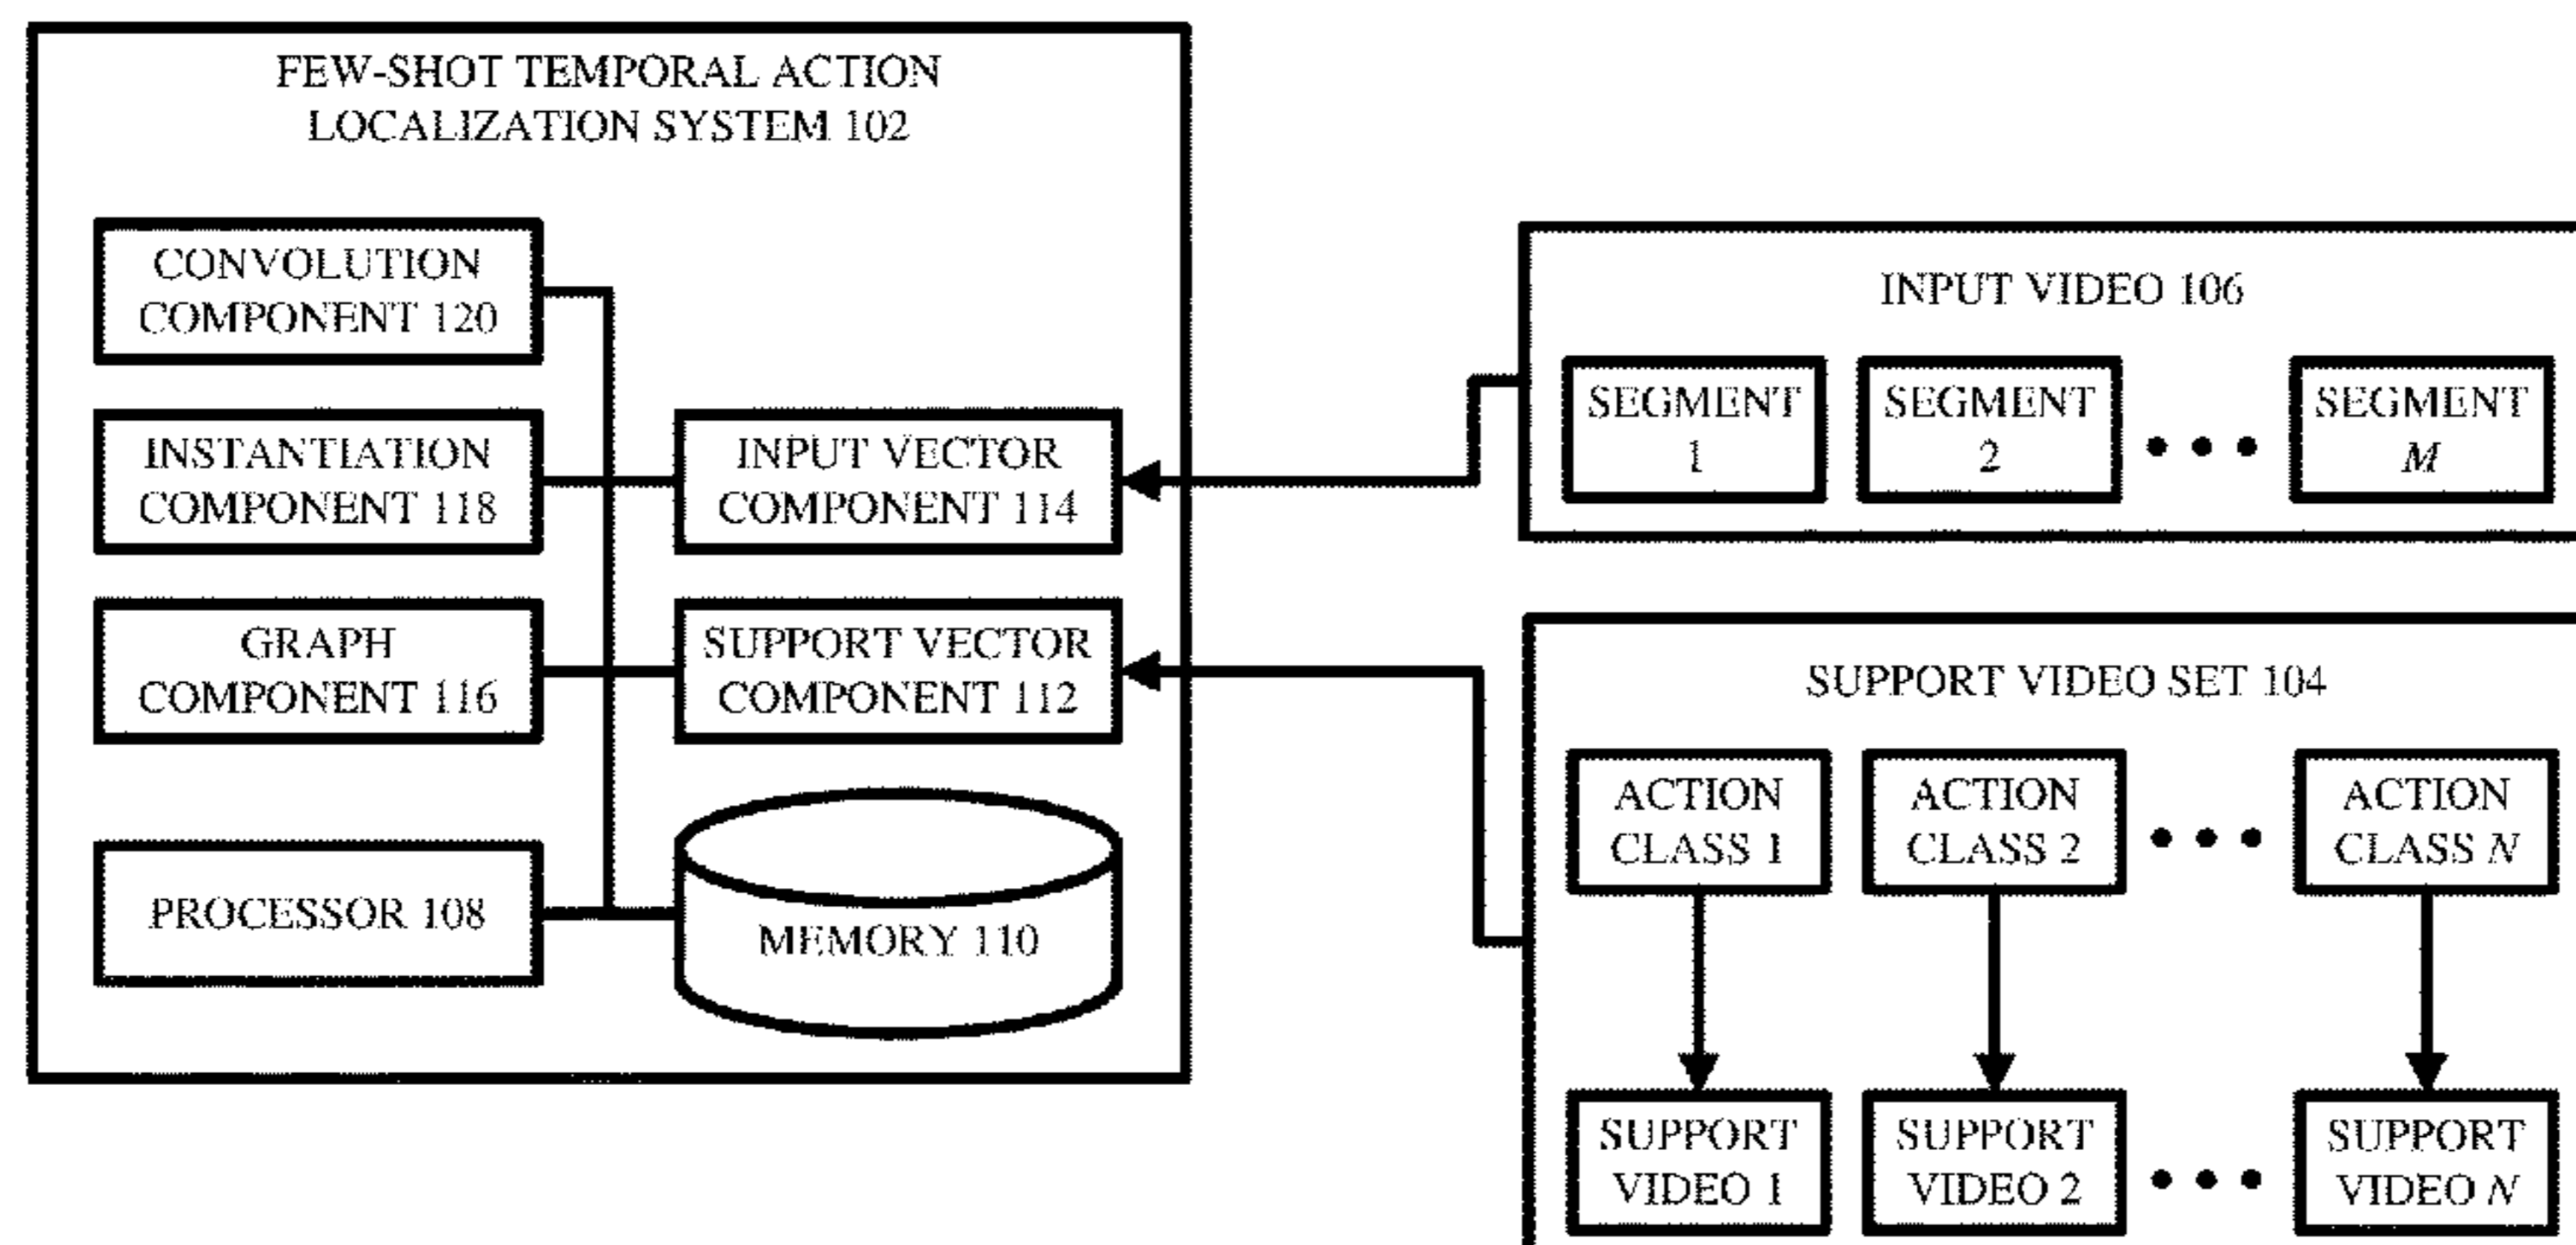 FEW-SHOT TEMPORAL ACTION
LOCALIZATION SYSTEM 102
CONVOLUTION
COMPONENT 120
INSTANTIATION
COMPONENT 118
INPUT VECTOR
COMPONENT 114
GRAPH
COMPONENT 116
SUPPORT VECTOR
COMPONENT 112
PROCESSOR 108
MEMORY 110
INPUT VIDEO 106
SEGMENT
1
SEGMENT
2
SEGMENT
M
SUPPORT VIDEO SET 104
ACTION
CLASS 1
ACTION
CLASS 2
ACTION
CLASS N
SUPPORT
VIDEO 1
SUPPORT
VIDEO 2
SUPPORT
VIDEO N